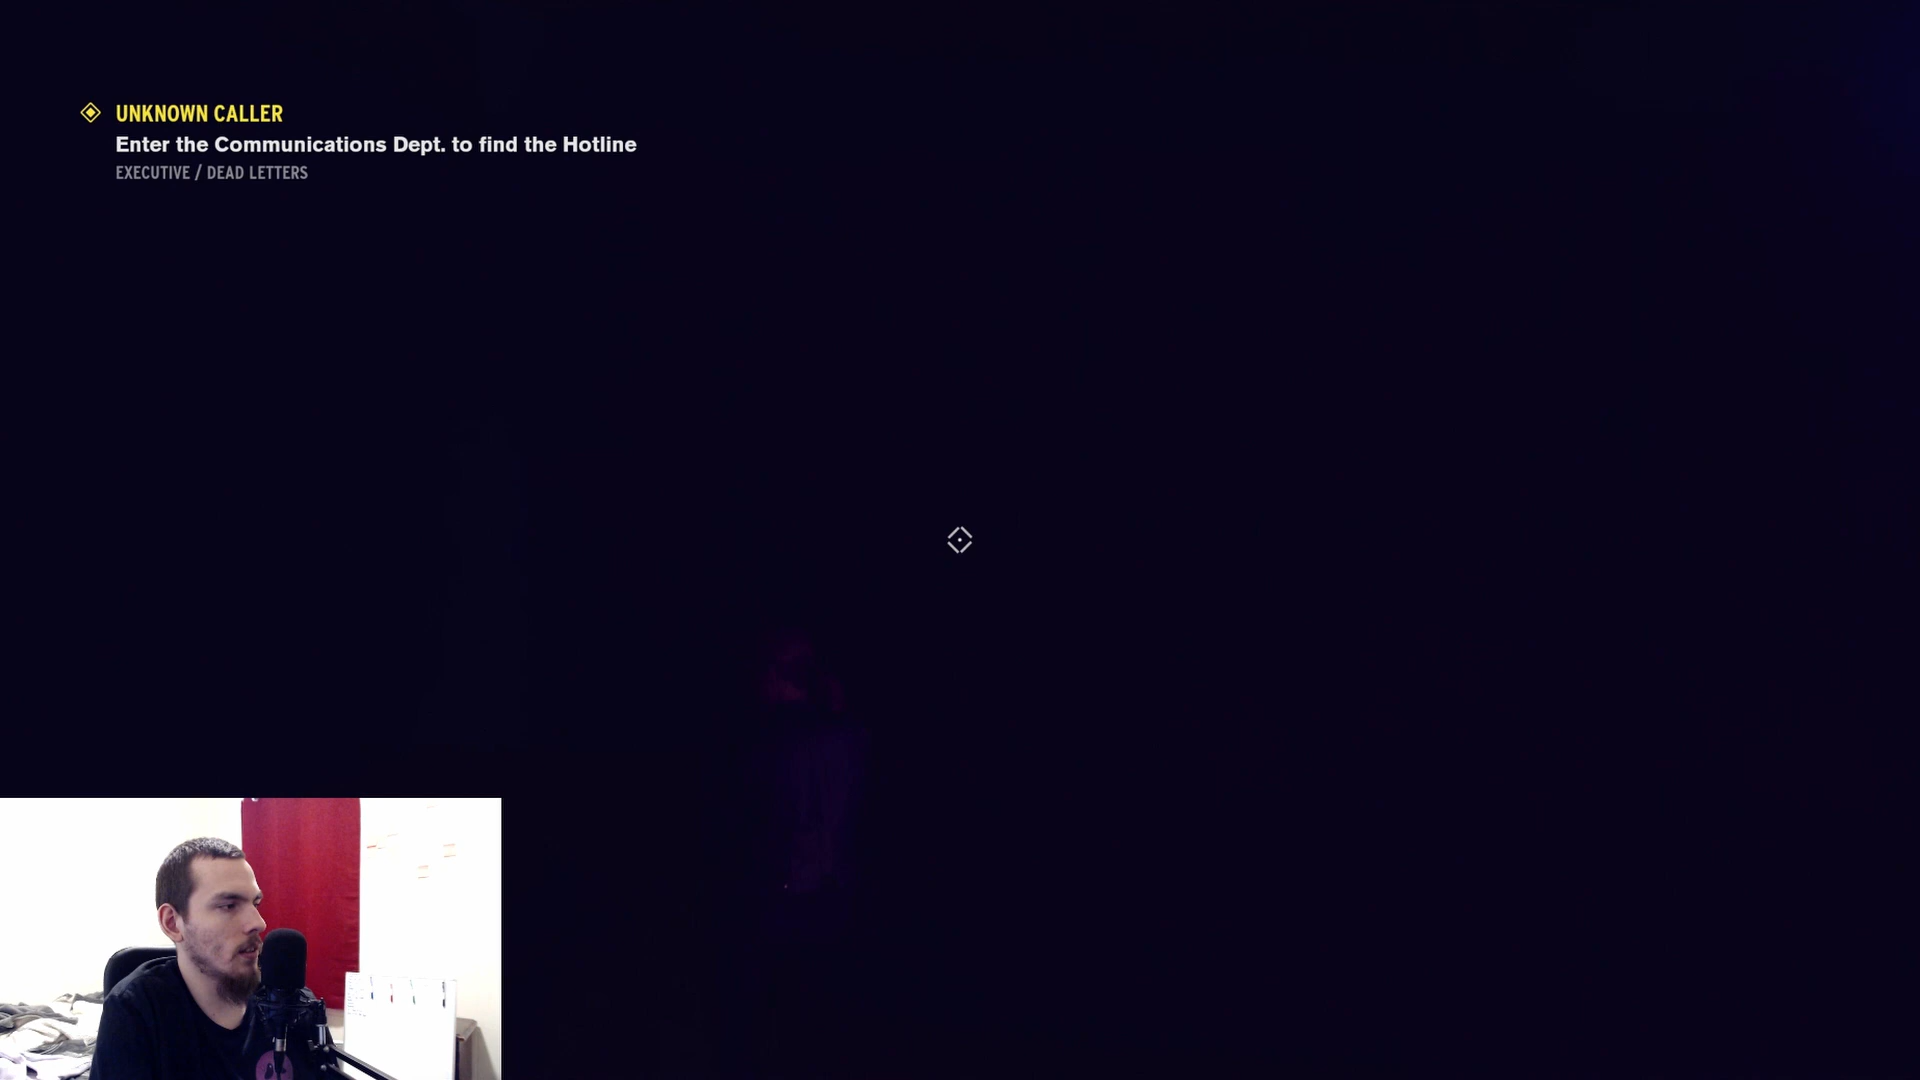 UNKNOWN CALLER
Enter the Communications Dept. to find the Hotline
EXECUTIVE / DEAD LETTERS